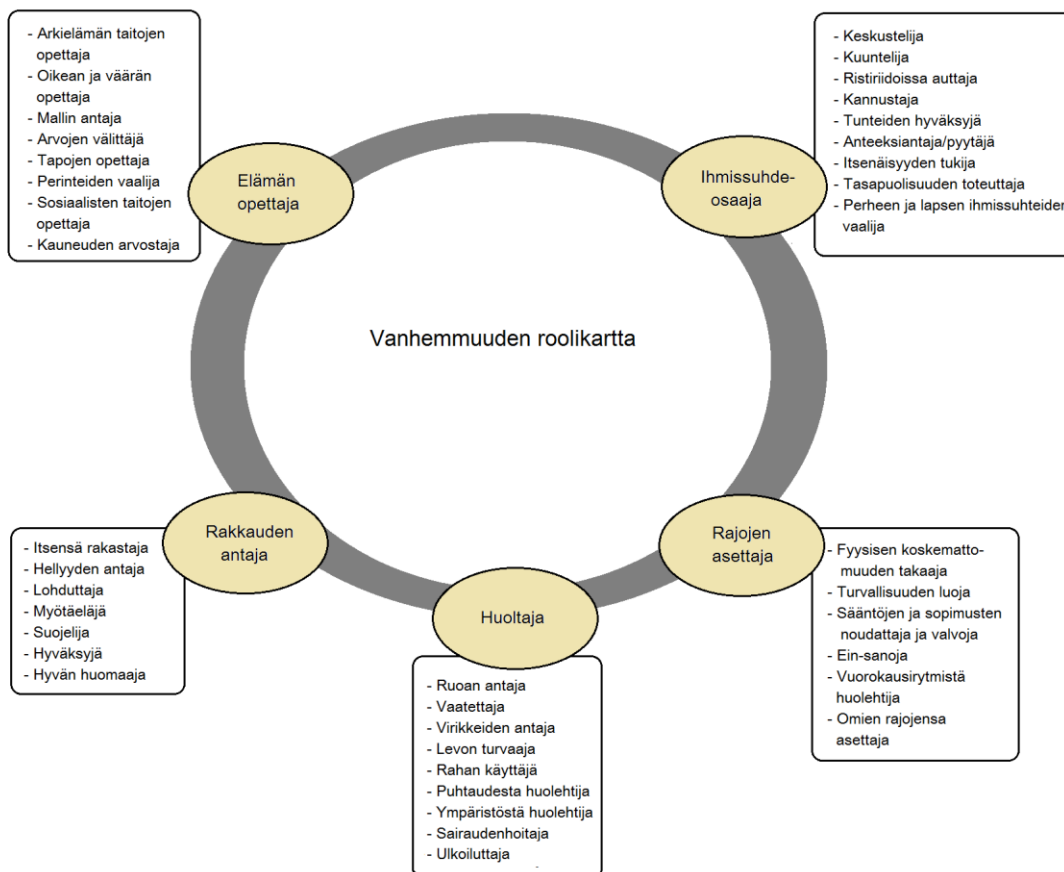 - Arkielämän taitojen
opettaja
- Oikean ja väärän
opettaja
- Mallin antaja
- Arvojen välittäjä
- Tapojen opettaja
- Perinteiden vaalija
- Sosiaalisten taitojen
opettaja
- Kauneuden arvostaja
Elämän
opettaja
- Keskustelija
- Kuuntelija
- Ristiriidoissa auttaja
- Kannustaja
- Tunteiden hyväksyjä
- Anteeksiantaja/pyytäjä
- Itsenäisyyden tukija
- Tasapuolisuuden toteuttaja
- Perheen ja lapsen ihmissuhteiden
vaalija
Ihmissuhde-
osaaja
Vanhemmuuden roolikartta
Rakkauden
antaja
- Itsensä rakastaja
- Hellyyden antaja
- Lohduttaja
- Myötäeläjä
- Suojelija
- Hyväksyjä
- Hyvän huomaaja
Huoltaja
- Ruoan antaja
- Vaatettaja
- Virikkeiden antaja
- Levon turvaaja
- Rahan käyttäjä
- Puhtaudesta huolehtija
- Ympäristöstä huolehtija
- Sairaudenhoitaja
- Ulkoiluttaja
Rajojen
asettaja
- Fyysisen koskematto-
muuden takaaja
- Turvallisuuden luoja
- Sääntöjen ja sopimusten
noudattaja ja valvoja
- Ein-sanoja
- Vuorokausirytmistä
huolehtija
- Omien rajojensa
asettaja